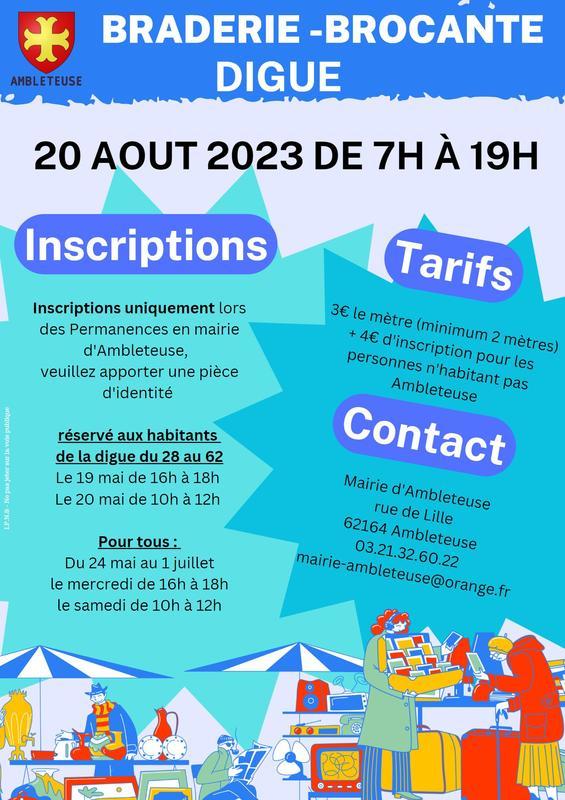 BRADERIE -BROCANTE
DIGUE
AMBLETEUSE
20 AOUT 2023 DE 7H À 19H
Inscriptions
Inscriptions uniquement lors
des Permanences en mairie
d'Ambleteuse,
veuillez apporter une pièce
d'identité
réservé aux habitants
de la digue du 28 au 62
Le 19 mai de 16h à 18h
Le 20 mai de 10h à 12h
Pour tous :
Du 24 mai au 1 juillet
le mercredi de 16h à 18h
le samedi de 10h à 12h
Tarifs
3€ le mètre (minimum 2 mètres)
+ 4€ d'inscription pour les
personnes n'habitant pas
Ambleteuse
Contact
Mairie d'Ambleteuse
rue de Lille
62164 Ambleteuse
03.21.32.60.22
mairie-ambleteuse@orange.fr
I.P.N.S - Ne pas jeter sur la voie publique